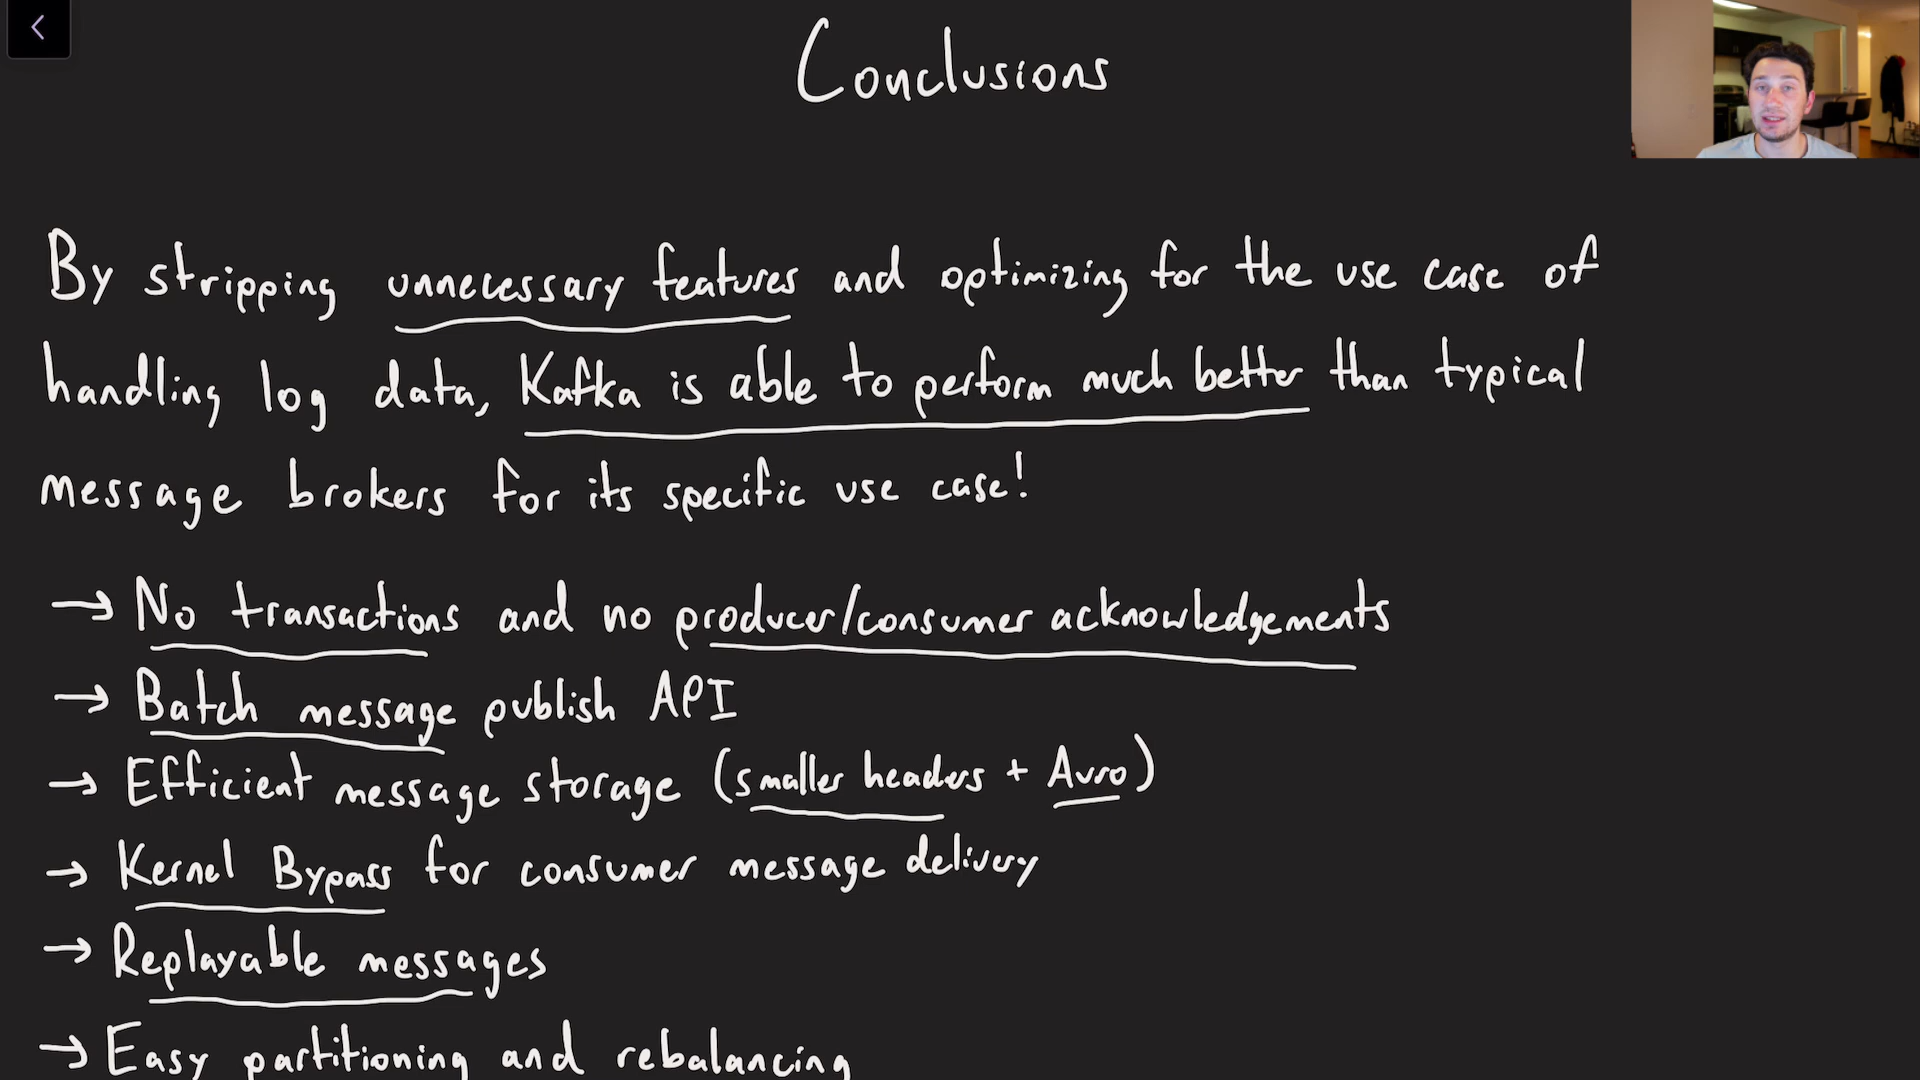 Conclusions
By stripping unnecessary features and optimizing for the use case of
handling log data, Kafka is able to perform much better than typical
message brokers for its specific use case!
→ No transactions and no producer/consumer acknowledgements
→ Batch message publish API
→ Efficient message storage (smaller headers + Avro)
→ Kernel Bypass for consumer message delivery
→ Replayable messages
→ Easy partitioning and rebalancing